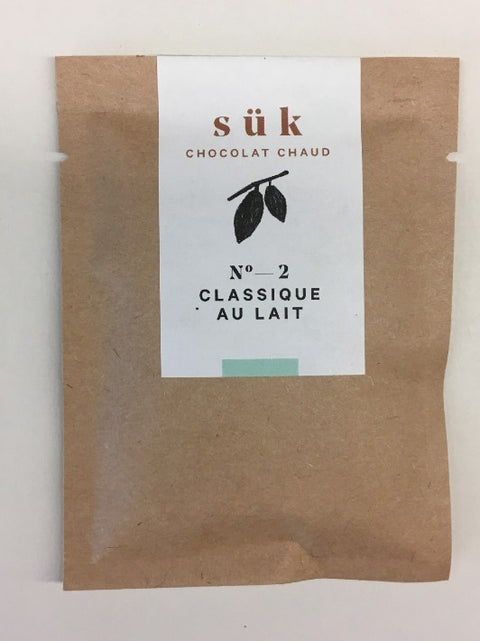 sük
CHOCOLAT CHAUD
Nº—2
CLASSIQUE
AU LAIT